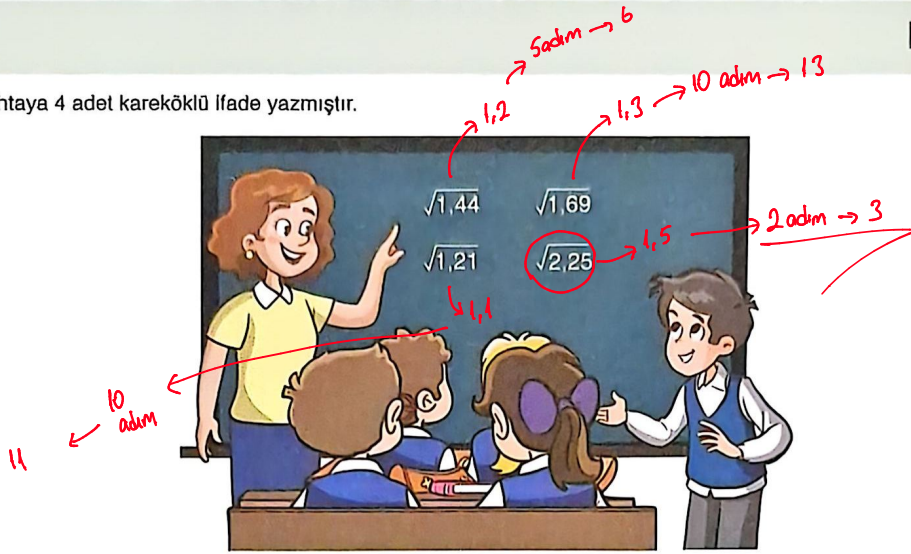 5adım → 6
htaya 4 adet kareköklü ifade yazmıştır.
1,2
1,3 → 10 adım → 13
√1,44 √1,69
√1,21 √2,25 → 1,5 → 2 adım → 3
1,1
10
adım
11